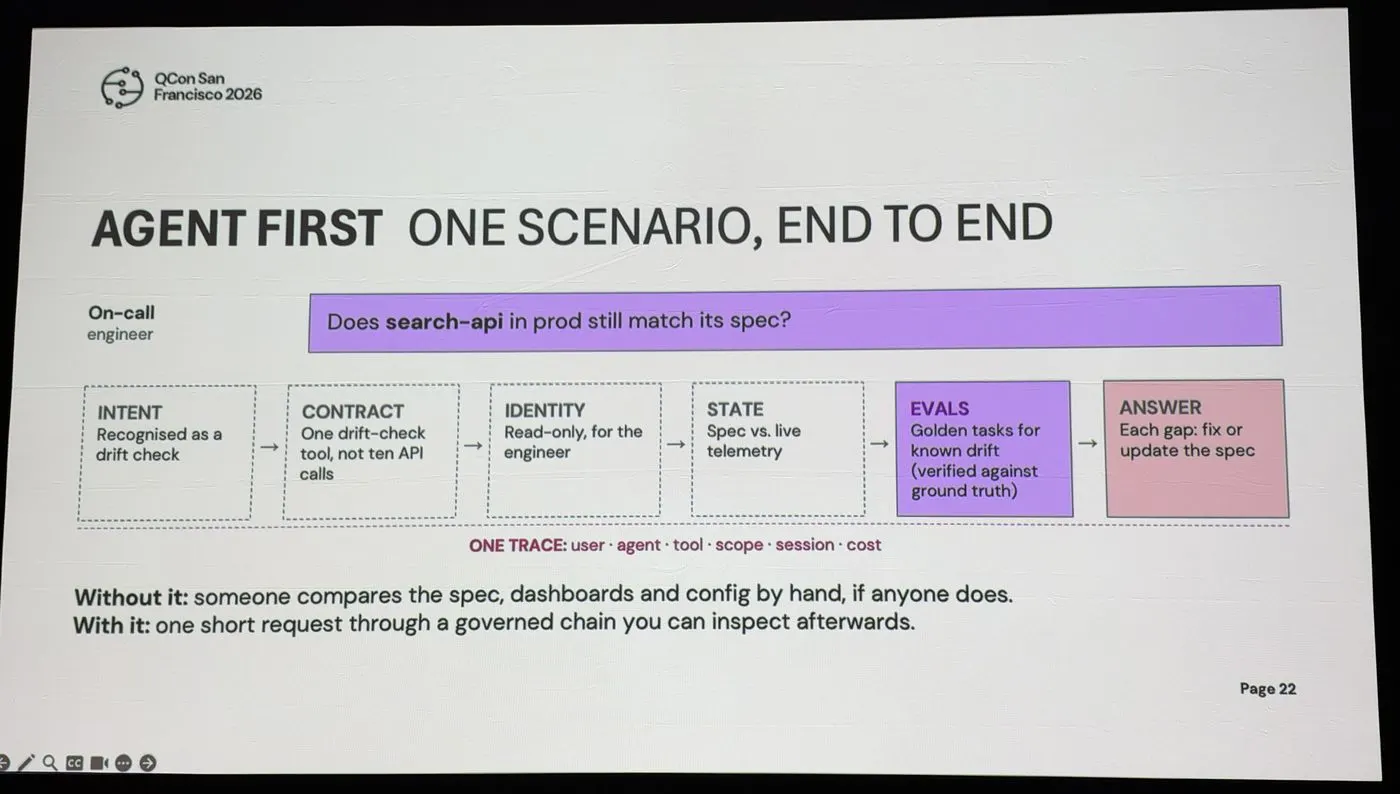 QCon San
Francisco 2026
AGENT FIRST ONE SCENARIO, END TO END
On-call
engineer
Does search-api in prod still match its spec?
INTENT
Recognised as a
drift check
→
CONTRACT
One drift-check
tool, not ten API
calls
→
IDENTITY
Read-only, for the
engineer
→
STATE
Spec vs. live
telemetry
→
EVALS
Golden tasks for
known drift
(verified against
ground truth)
→
ANSWER
Each gap: fix or
update the spec
ONE TRACE: user · agent · tool · scope · session · cost
Without it: someone compares the spec, dashboards and config by hand, if anyone does.
With it: one short request through a governed chain you can inspect afterwards.
Page 22
CC